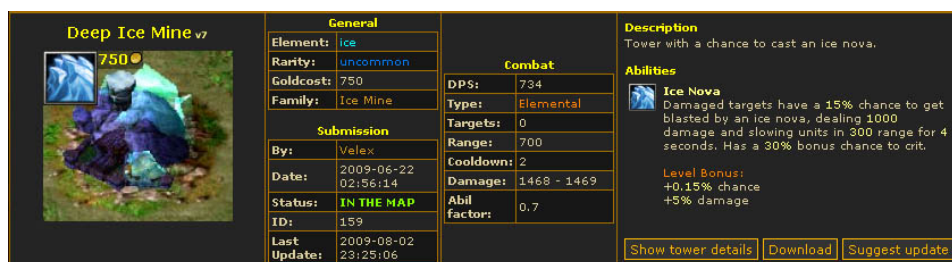 Deep Ice Mine v7
750
General
Element: ice
Rarity: uncommon
Goldcost: 750
Family: Ice Mine
Submission
By: Velex
Date: 2009-06-22
02:56:14
Status: IN THE MAP
ID: 159
Last
Update: 2009-08-02
23:25:06
Combat
DPS: 734
Type: Elemental
Targets: 0
Range: 700
Cooldown: 2
Damage: 1468 - 1469
Abil
factor: 0.7
Description
Tower with a chance to cast an ice nova.
Abilities
Ice Nova
Damaged targets have a 15% chance to get
blasted by an ice nova, dealing 1000
damage and slowing units in 300 range for 4
seconds. Has a 30% bonus chance to crit.
Level Bonus:
+0.15% chance
+5% damage
Show tower details Download Suggest update